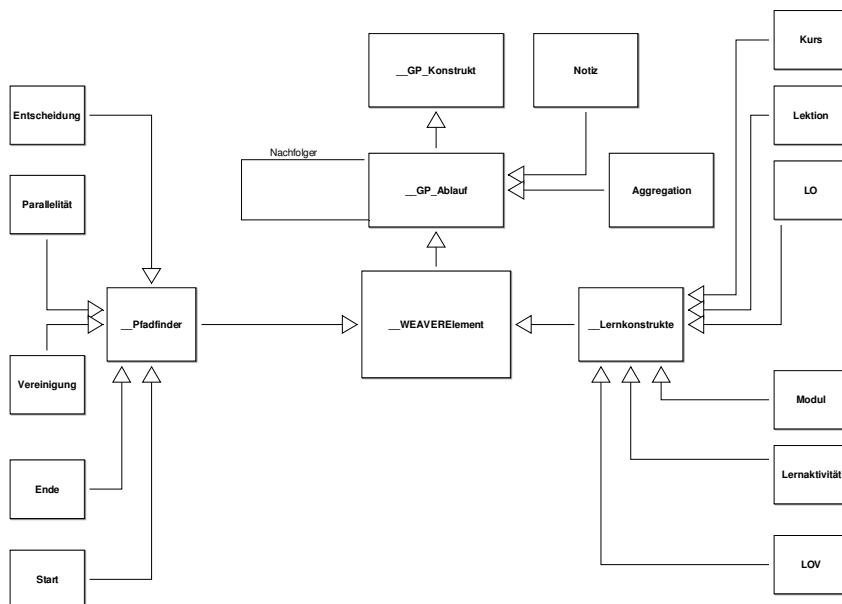 Kurs
__GP_Konstrukt
Notiz
Entscheidung
Lektion
Nachfolger
__GP_Ablauf
Aggregation
LO
Parallelität
__Pfadfinder
__WEAVERElement
__Lernkonstrukte
Vereinigung
Modul
Lernaktivität
Ende
LOV
Start